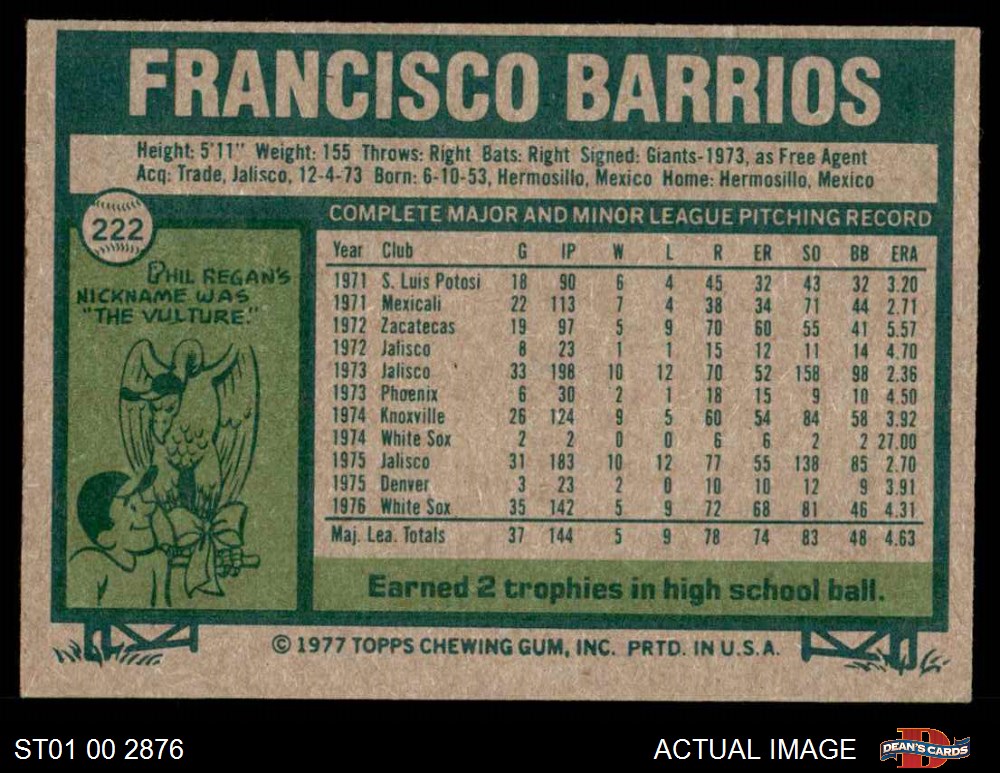 FRANCISCO BARRIOS
Height: 5'11" Weight: 155 Throws: Right Bats: Right Signed: Giants-1973, as Free Agent
Acq: Trade, Jalisco, 12-4-73 Born: 6-10-53, Hermosillo, Mexico Home: Hermosillo, Mexico
222
PHIL REGAN'S
NICKNAME WAS
"THE VULTURE."
COMPLETE MAJOR AND MINOR LEAGUE PITCHING RECORD
Year Club G IP W L R ER SO BB ERA
1971 S. Luis Potosi 18 90 6 4 45 32 43 32 3.20
1971 Mexicali 22 113 7 4 38 34 71 44 2.71
1972 Zacatecas 19 97 5 9 70 60 55 41 5.57
1972 Jalisco 8 23 1 1 15 12 11 14 4.70
1973 Jalisco 33 198 10 12 70 52 158 98 2.36
1973 Phoenix 6 30 2 1 18 15 9 10 4.50
1974 Knoxville 26 124 9 5 60 54 84 58 3.92
1974 White Sox 2 2 0 0 6 6 2 2 27.00
1975 Jalisco 31 183 10 12 77 55 138 85 2.70
1975 Denver 3 23 2 0 10 10 12 9 3.91
1976 White Sox 35 142 5 9 72 68 81 46 4.31
Maj. Lea. Totals 37 144 5 9 78 74 83 48 4.63
Earned 2 trophies in high school ball.
© 1977 TOPPS CHEWING GUM, INC. PRTD. IN U.S.A.
ST01 00 2876
ACTUAL IMAGE
DEAN'S CARDS